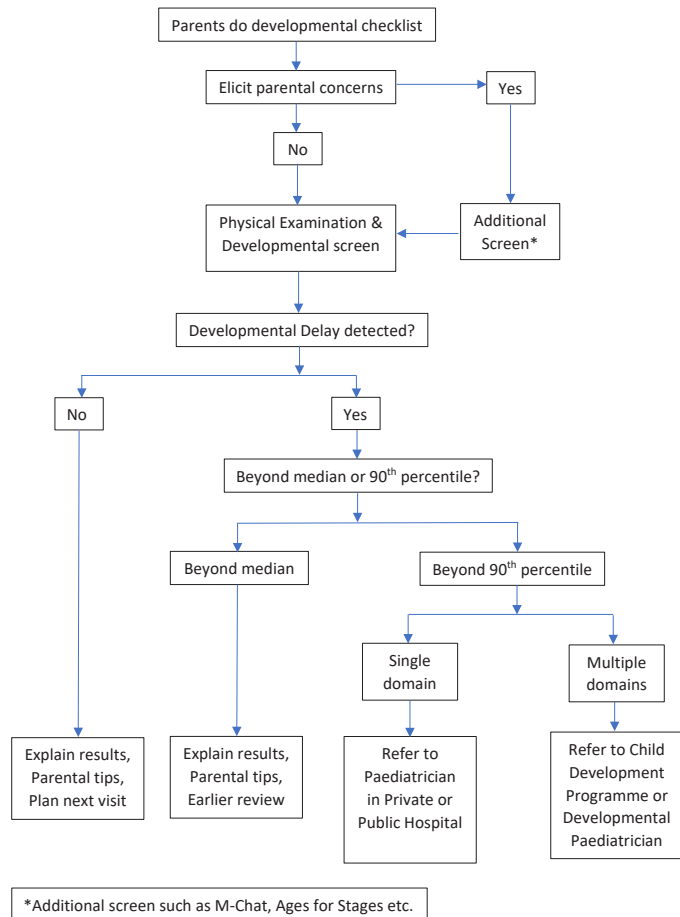 Parents do developmental checklist
Elicit parental concerns
Yes
No
Physical Examination &
Developmental screen
Additional
Screen*
Developmental Delay detected?
No
Yes
Beyond median or 90th percentile?
Beyond median
Beyond 90th percentile
Single
domain
Multiple
domains
Explain results,
Parental tips,
Plan next visit
Explain results,
Parental tips,
Earlier review
Refer to
Paediatrician
in Private or
Public Hospital
Refer to Child
Development
Programme or
Developmental
Paediatrician
*Additional screen such as M-Chat, Ages for Stages etc.